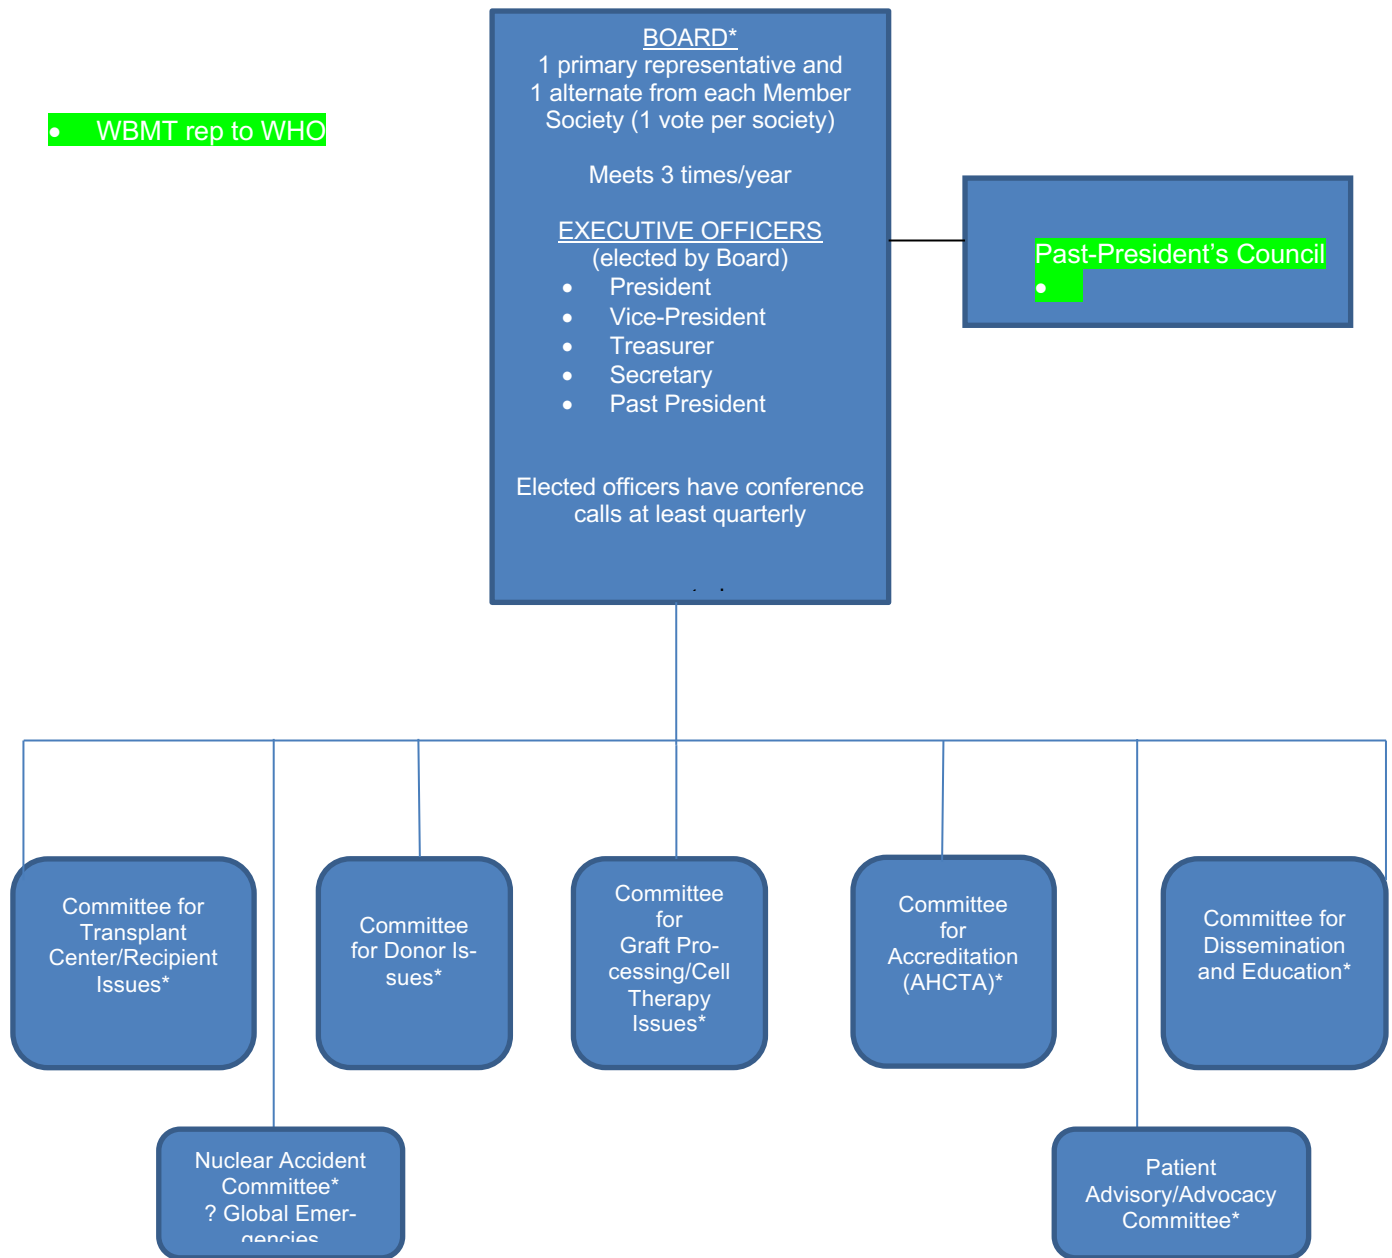 • WBMT rep to WHO
BOARD*
1 primary representative and
1 alternate from each Member
Society (1 vote per society)
Meets 3 times/year
EXECUTIVE OFFICERS
(elected by Board)
• President
• Vice-President
• Treasurer
• Secretary
• Past President
Elected officers have conference
calls at least quarterly
Past-President’s Council
•
Committee for
Transplant
Center/Recipient
Issues*
Committee
for Donor Is-
sues*
Committee
for
Graft Pro-
cessing/Cell
Therapy
Issues*
Committee
for
Accreditation
(AHCTA)*
Committee for
Dissemination
and Education*
Nuclear Accident
Committee*
? Global Emer-
gencies
Patient
Advisory/Advocacy
Committee*